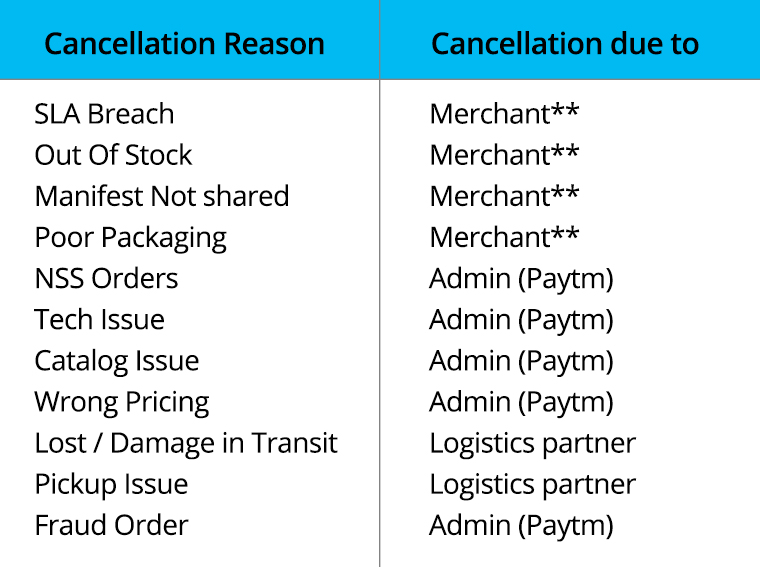 Cancellation Reason Cancellation due to
SLA Breach Merchant**
Out Of Stock Merchant**
Manifest Not shared Merchant**
Poor Packaging Merchant**
NSS Orders Admin (Paytm)
Tech Issue Admin (Paytm)
Catalog Issue Admin (Paytm)
Wrong Pricing Admin (Paytm)
Lost / Damage in Transit Logistics partner
Pickup Issue Logistics partner
Fraud Order Admin (Paytm)